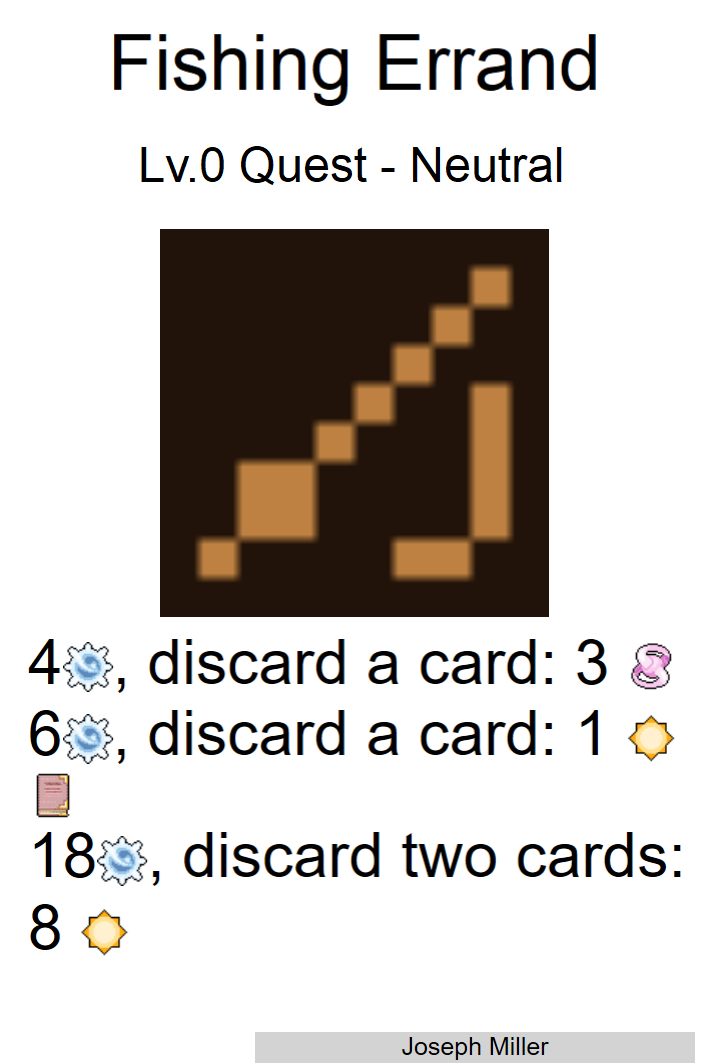 Fishing Errand
Lv.0 Quest - Neutral
4, discard a card: 3
6, discard a card: 1
18, discard two cards:
8
Joseph Miller